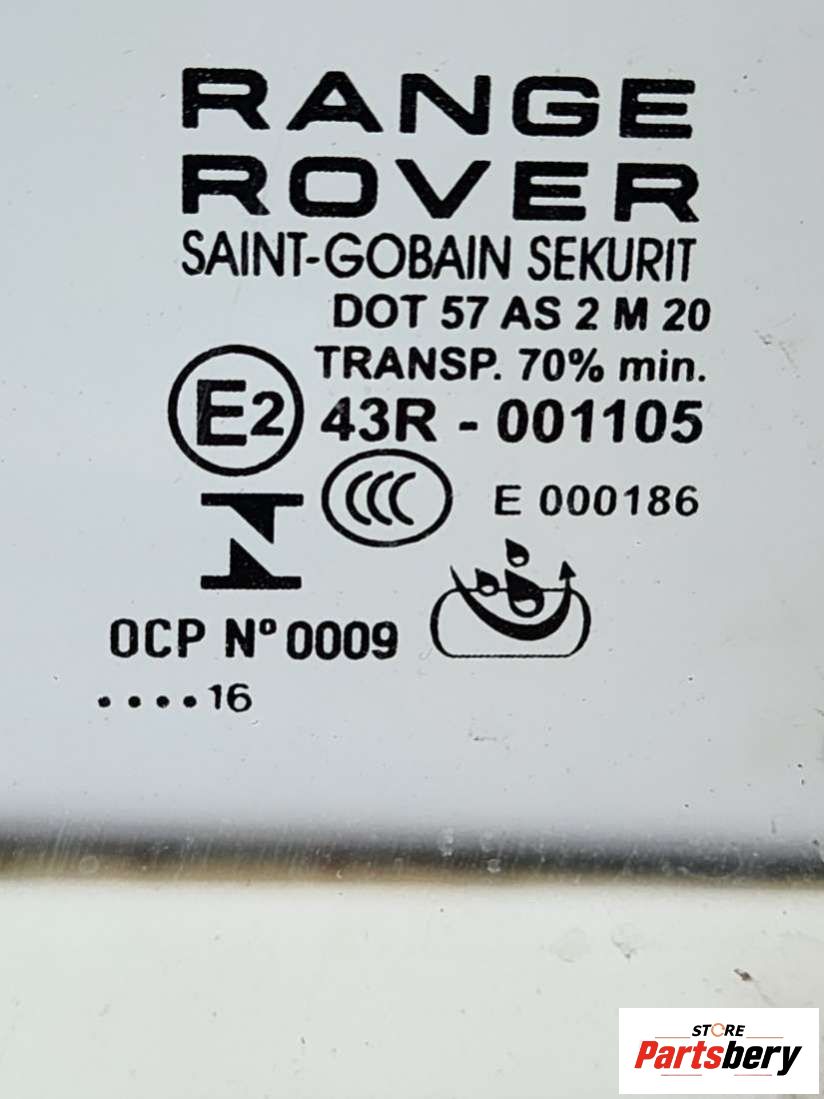 RANGE
ROVER
SAINT-GOBAIN SEKURIT
DOT 57 AS 2 M 20
TRANSP. 70% min.
E2 43R - 001105
CCC E 000186
OCP Nº 0009
••••16
STORE
Partsbery